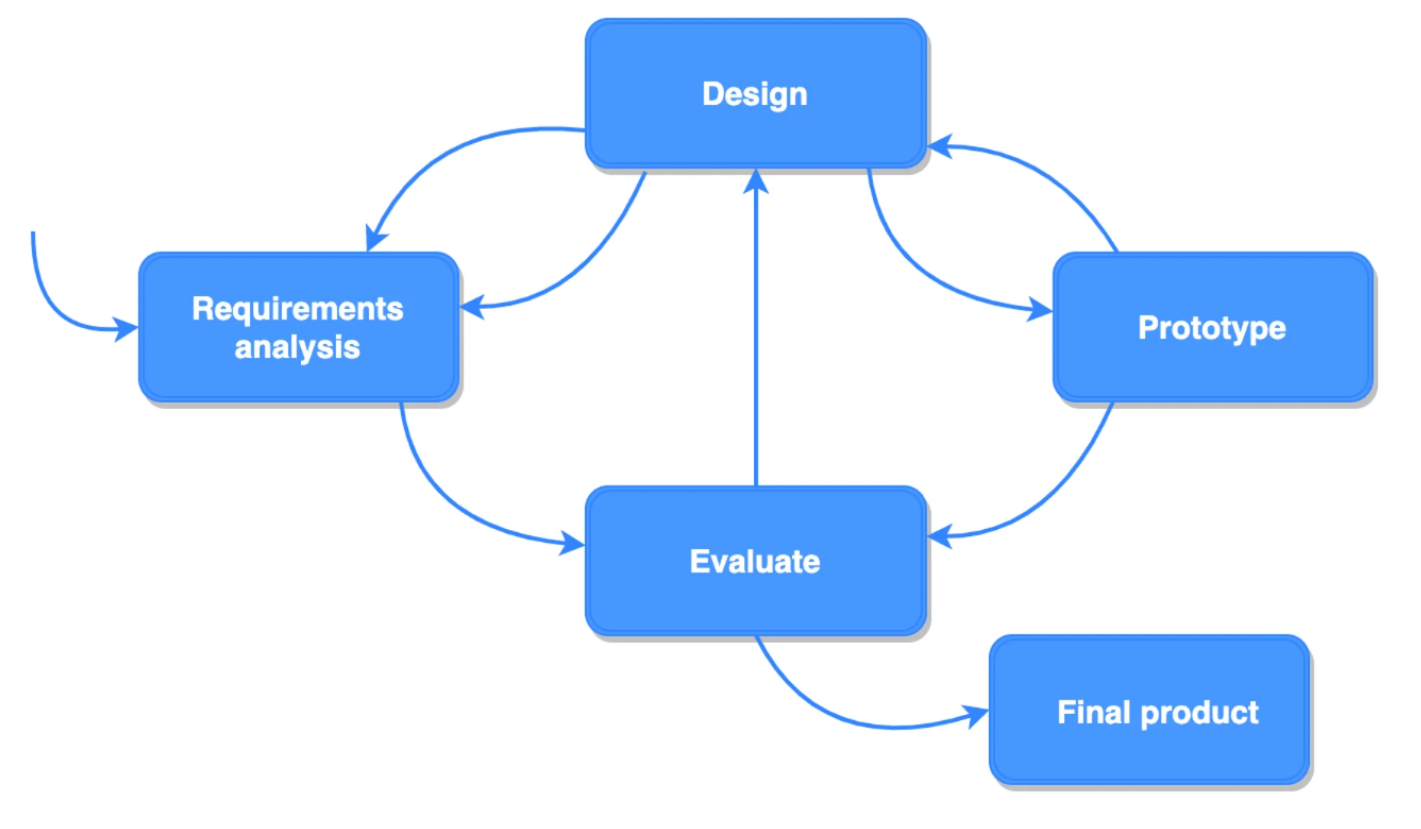 Design
Requirements
analysis
Prototype
Evaluate
Final product